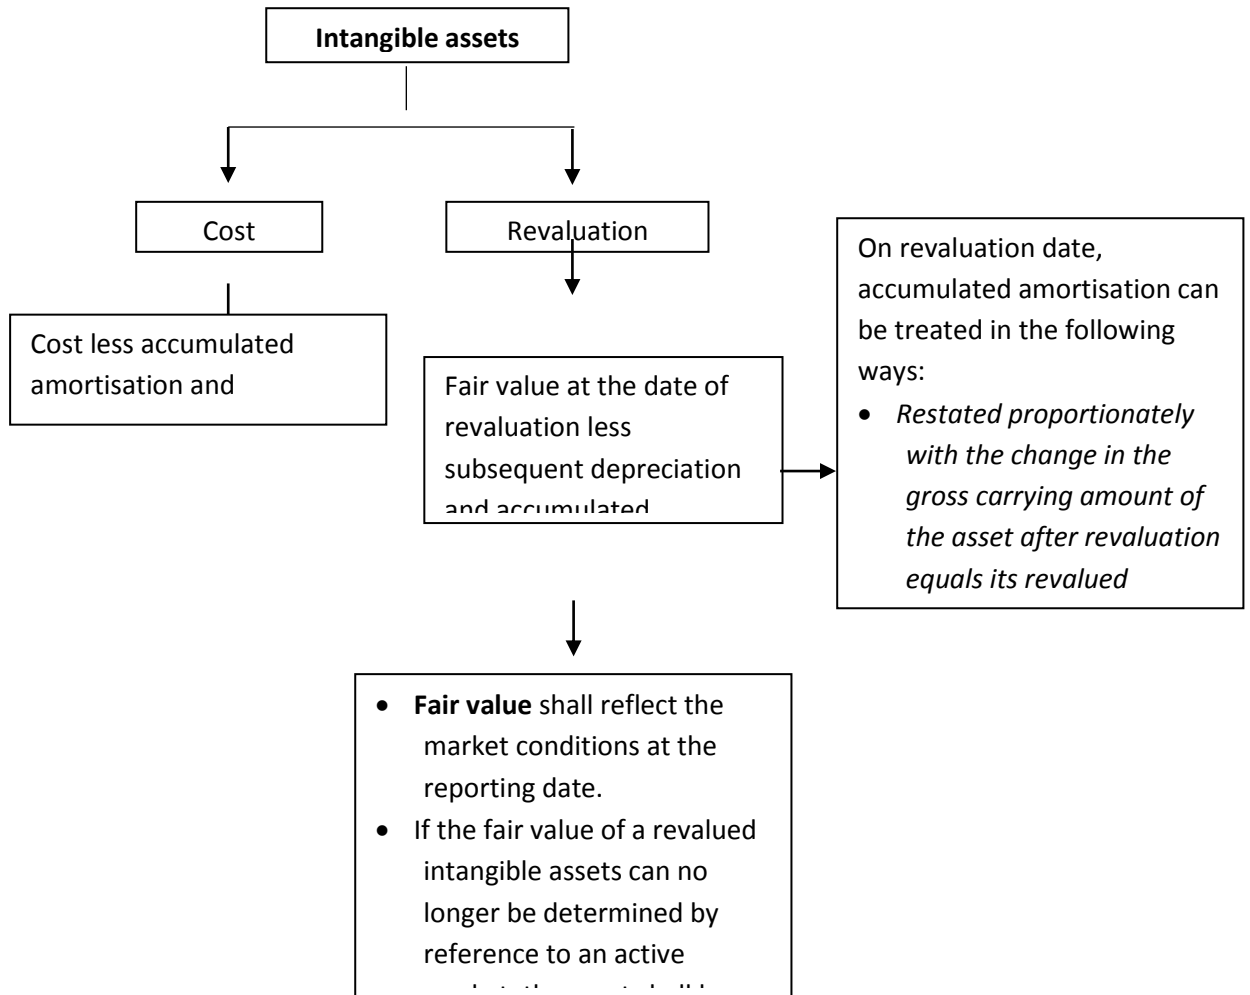 Intangible assets
Cost
Revaluation
Cost less accumulated
amortisation and
Fair value at the date of
revaluation less
subsequent depreciation
and accumulated
On revaluation date,
accumulated amortisation can
be treated in the following
ways:
• Restated proportionately
with the change in the
gross carrying amount of
the asset after revaluation
equals its revalued
• Fair value shall reflect the
market conditions at the
reporting date.
• If the fair value of a revalued
intangible assets can no
longer be determined by
reference to an active